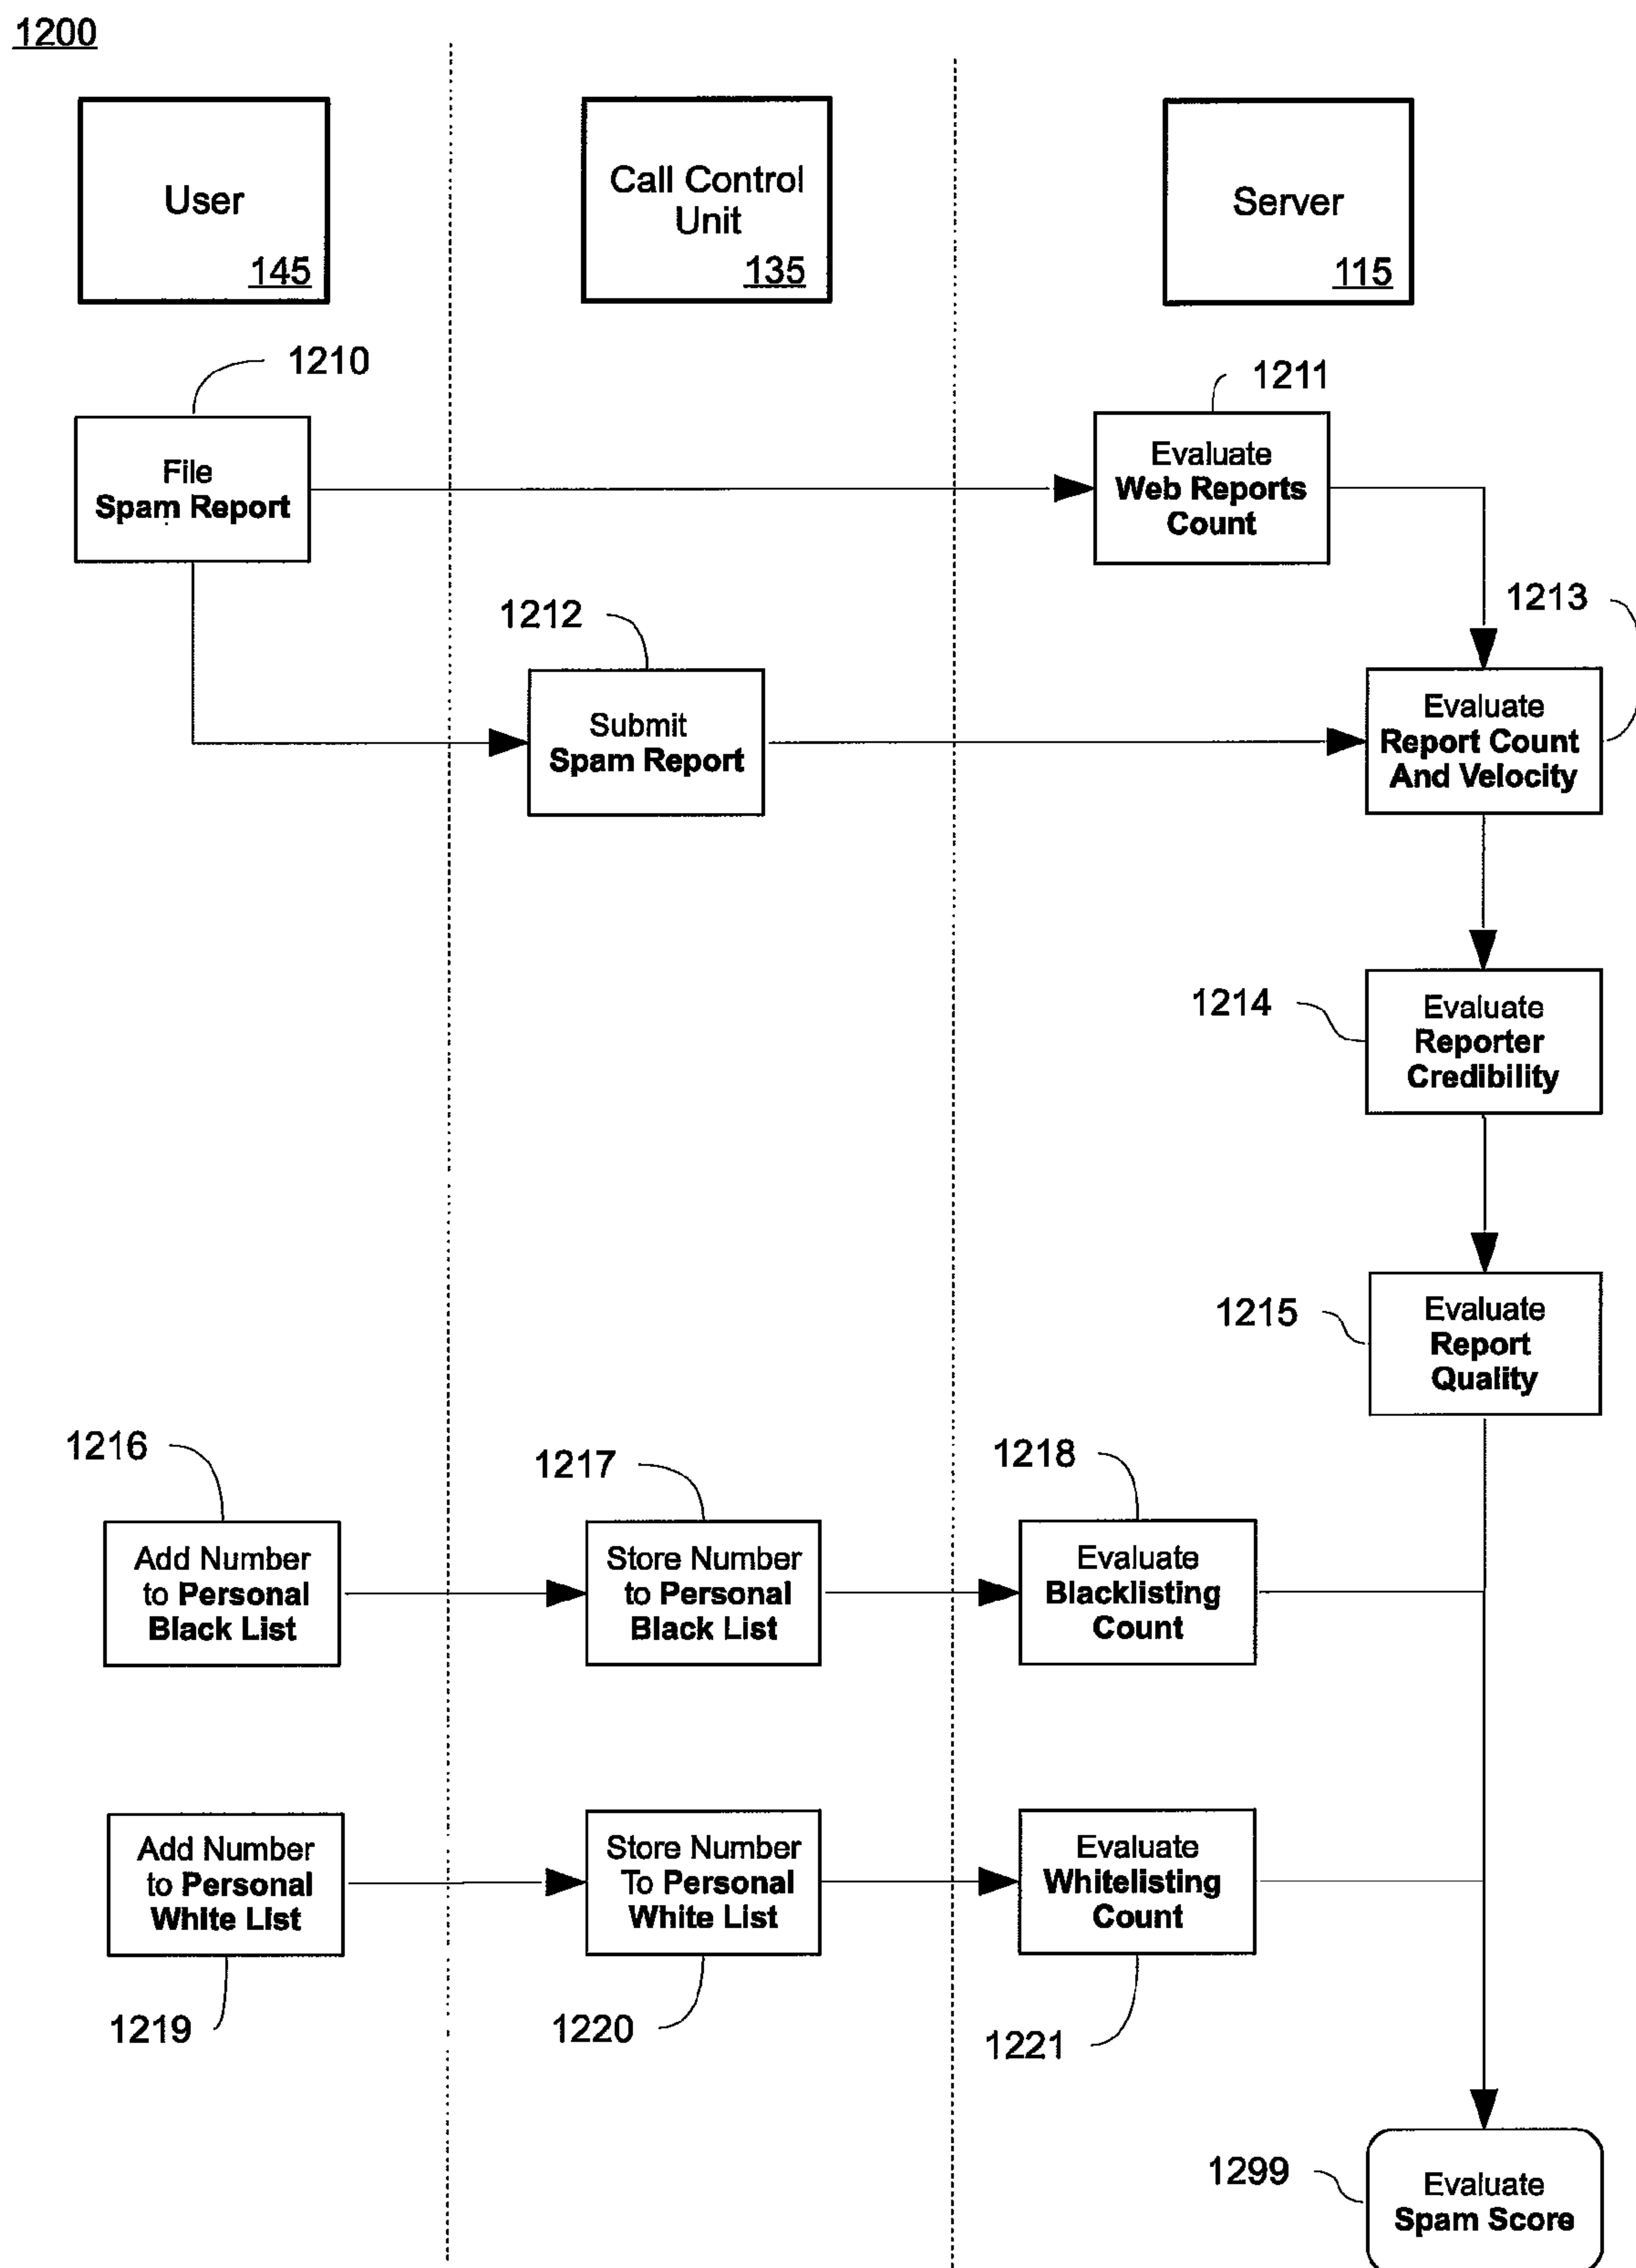 1200
User
145
Call Control
Unit
135
Server
115
1210
1211
File
Spam Report
Evaluate
Web Reports
Count
1212
1213
Submit
Spam Report
Evaluate
Report Count
And Velocity
1214
Evaluate
Reporter
Credibility
1215
Evaluate
Report
Quality
1216
1217
1218
Add Number
to Personal
Black List
Store Number
to Personal
Black List
Evaluate
Blacklisting
Count
Add Number
to Personal
White List
Store Number
To Personal
White List
Evaluate
Whitelisting
Count
1219
1220
1221
1299
Evaluate
Spam Score